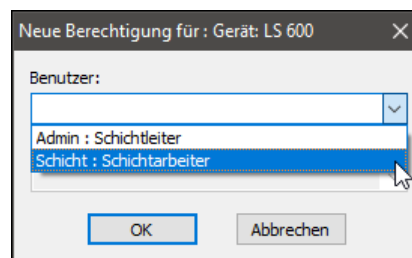 Neue Berechtigung für : Gerät: LS 600
Benutzer:
Admin : Schichtleiter
Schicht : Schichtarbeiter
OK
Abbrechen